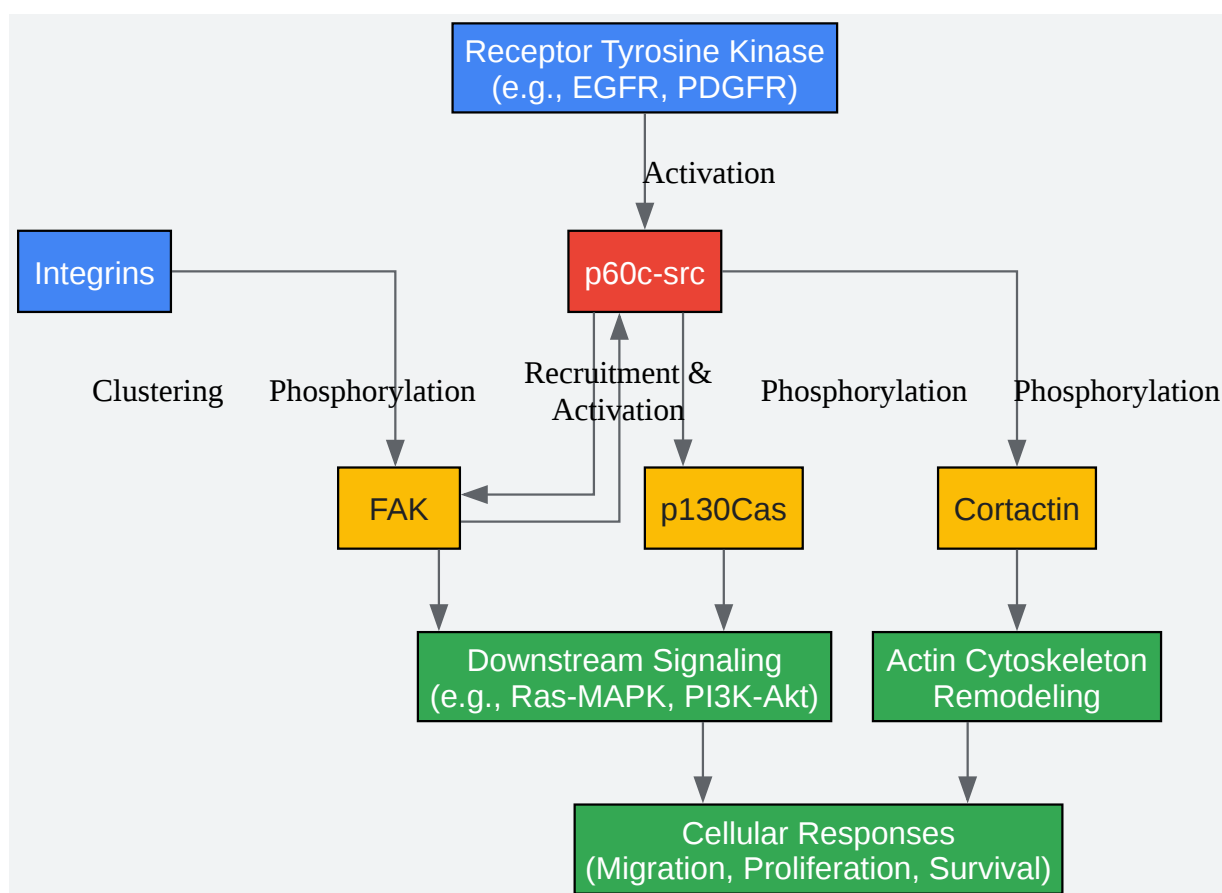 Receptor Tyrosine Kinase
(e.g., EGFR, PDGFR)
Activation
Integrins
p60c-src
Clustering
Phosphorylation
Recruitment &
Activation
Phosphorylation
Phosphorylation
FAK
p130Cas
Cortactin
Downstream Signaling
(e.g., Ras-MAPK, PI3K-Akt)
Actin Cytoskeleton
Remodeling
Cellular Responses
(Migration, Proliferation, Survival)